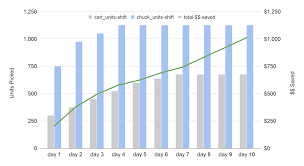 cart_units-shift chuck_units-shift total-$$-saved
1,250 $1,250
1,000 $1,000
750 $750
500 $500
250 $250
0 $0
Units Picked
$$ Saved
day 1 day 2 day 3 day 4 day 5 day 6 day 7 day 8 day 9 day 10